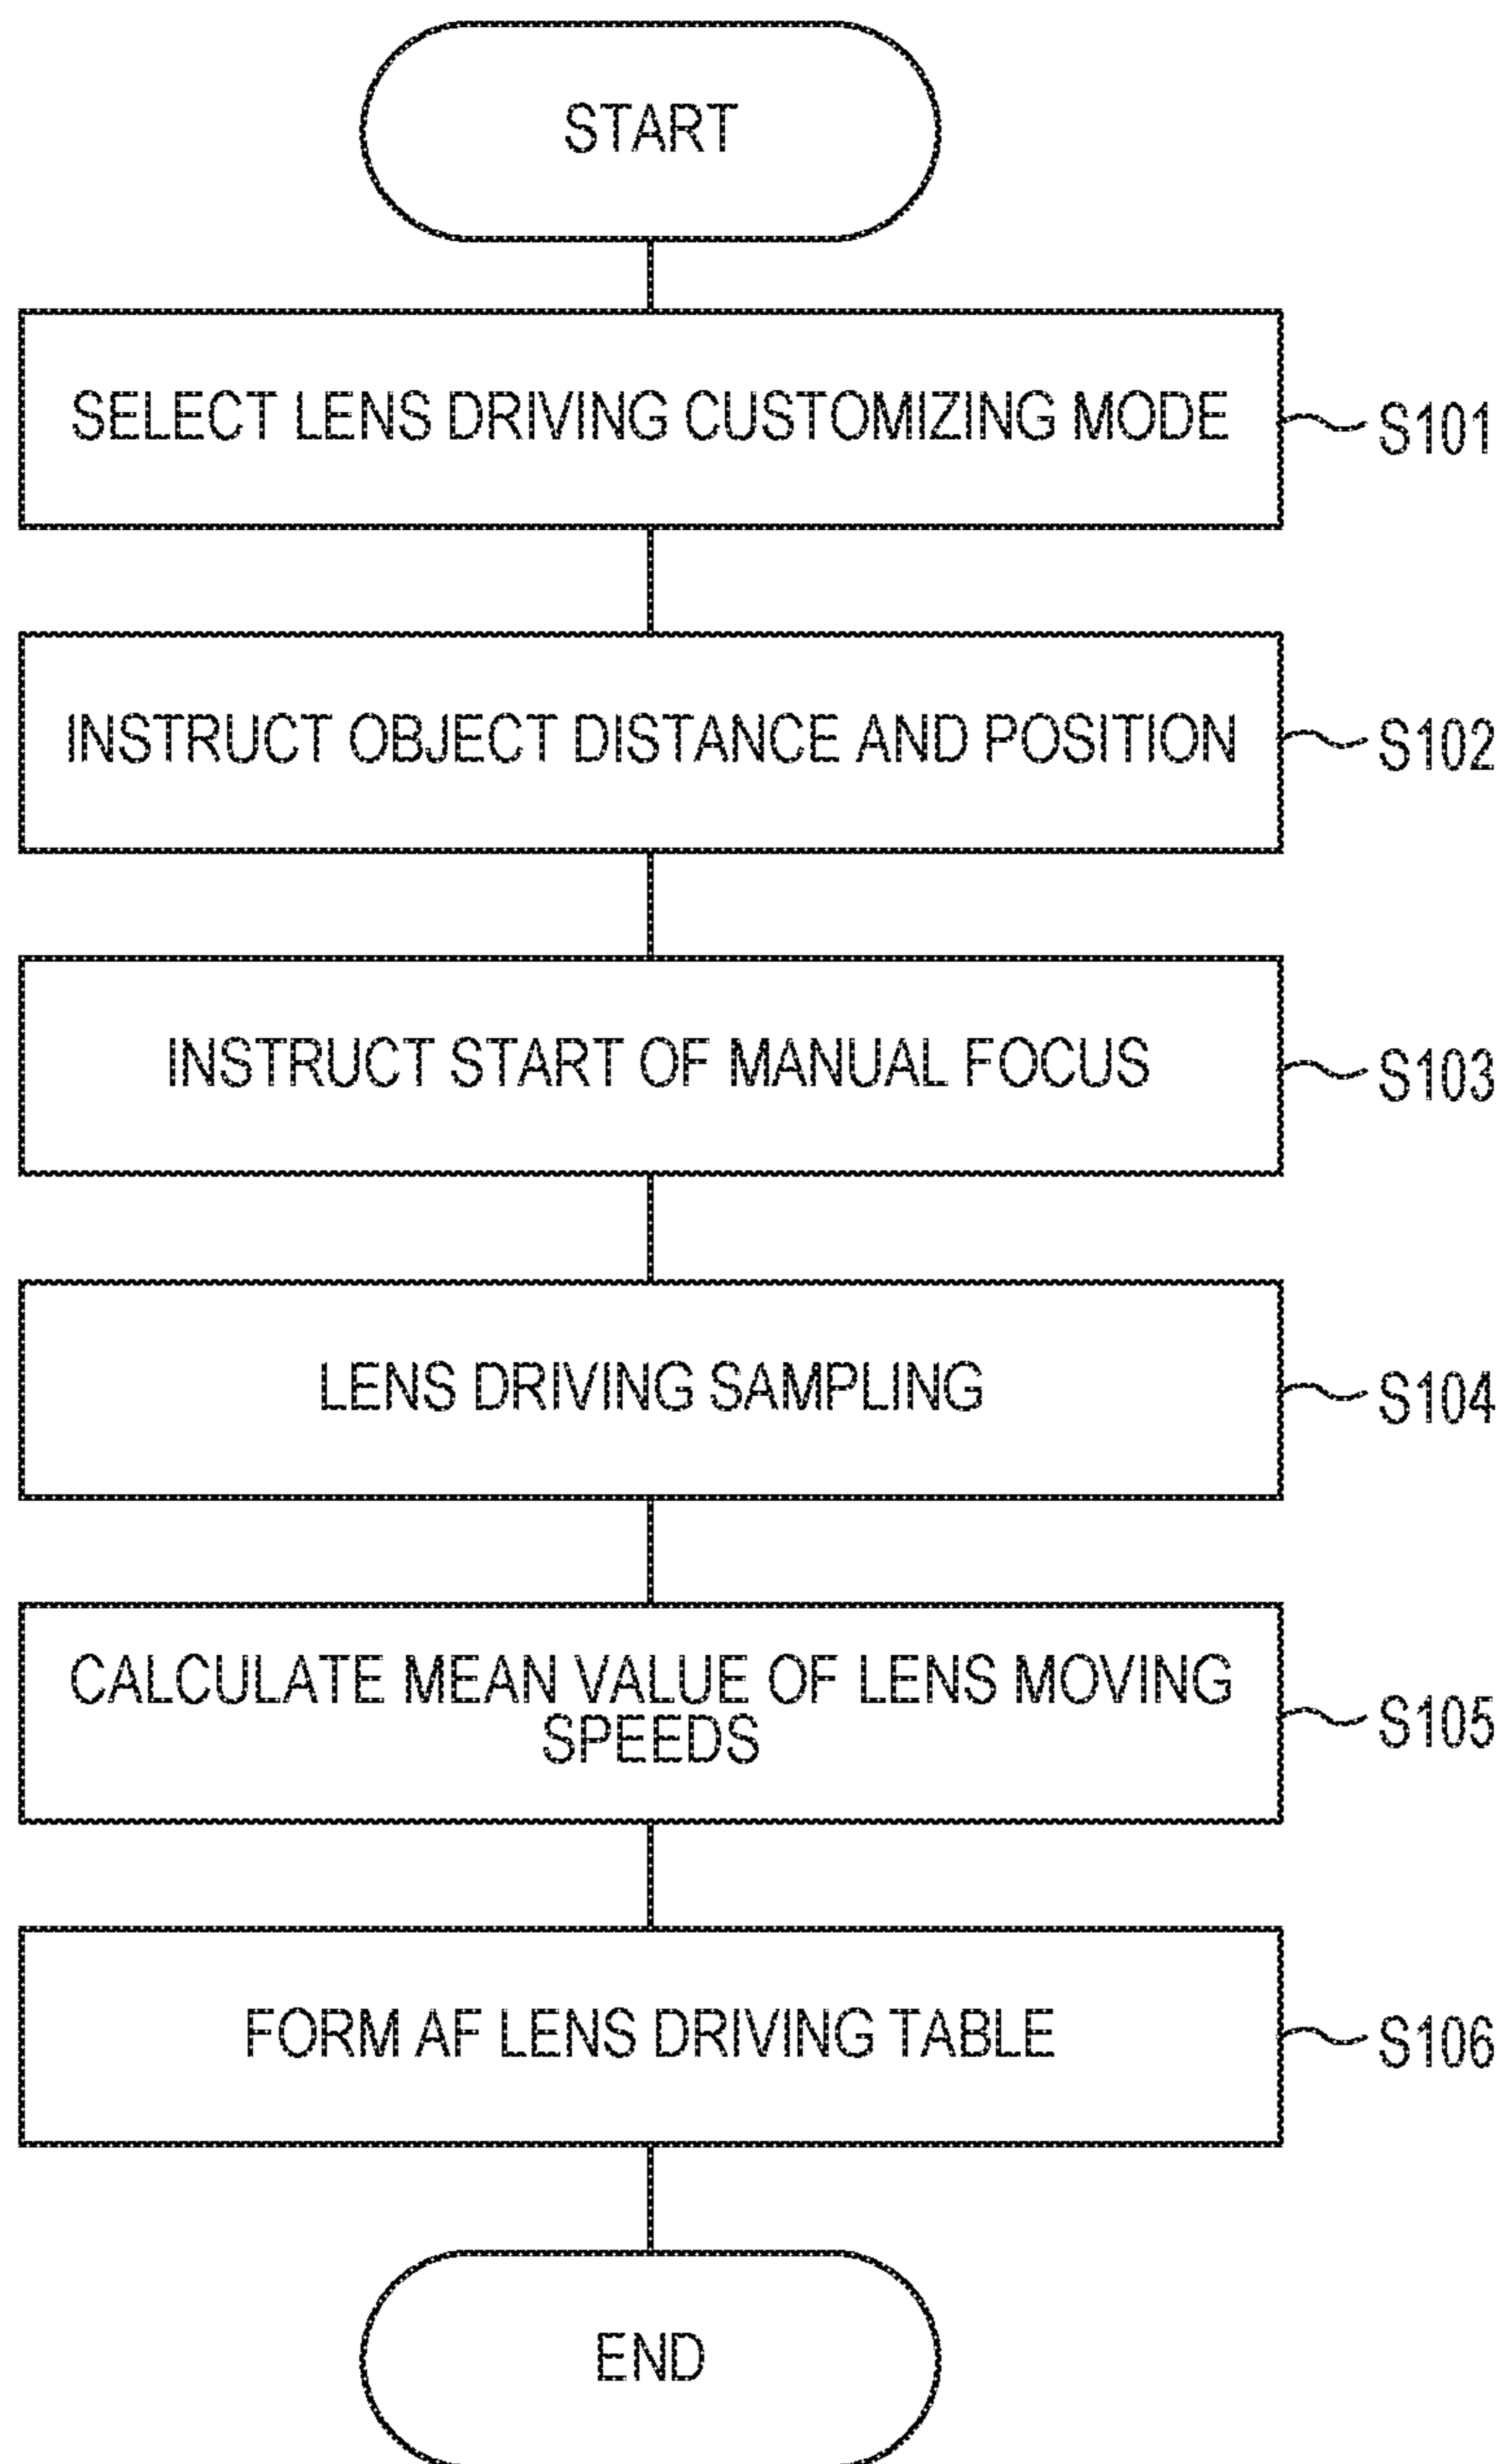 START
SELECT LENS DRIVING CUSTOMIZING MODE
S101
INSTRUCT OBJECT DISTANCE AND POSITION
S102
INSTRUCT START OF MANUAL FOCUS
S103
LENS DRIVING SAMPLING
S104
CALCULATE MEAN VALUE OF LENS MOVING
SPEEDS
S105
FORM AF LENS DRIVING TABLE
S106
END